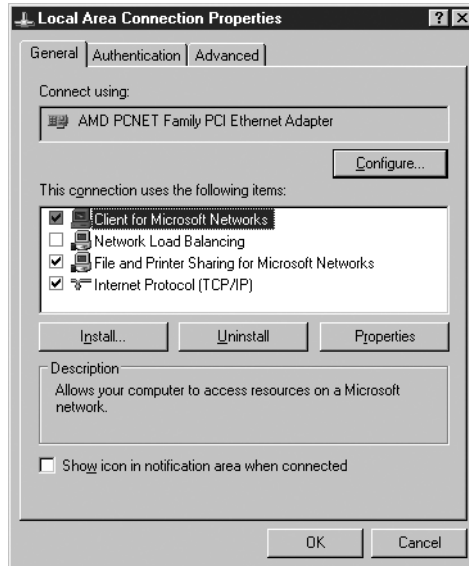 Local Area Connection Properties
General Authentication Advanced
Connect using:
AMD PCNET Family PCI Ethernet Adapter
Configure...
This connection uses the following items:
Client for Microsoft Networks
Network Load Balancing
File and Printer Sharing for Microsoft Networks
Internet Protocol (TCP/IP)
Install... Uninstall Properties
Description
Allows your computer to access resources on a Microsoft
network.
Show icon in notification area when connected
OK Cancel